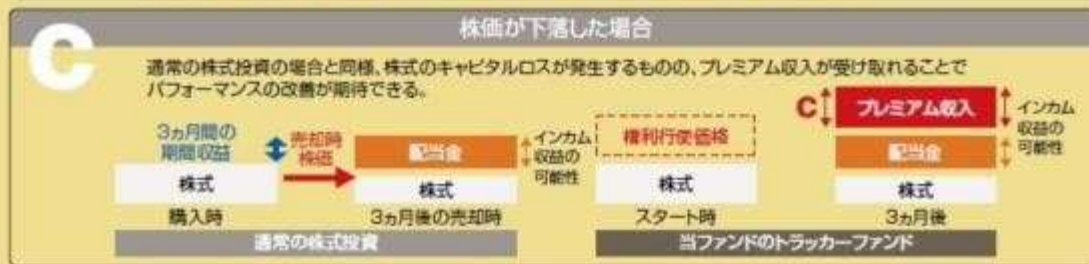 C
株価が下落した場合
通常の株式投資の場合と同様、株式のキャピタルロスが発生するものの、プレミアム収入が受け取れることで
パフォーマンスの改善が期待できる。
3ヵ月間の
期間収益
売却時
株価
株式
購入時
配当金
株式
3ヵ月後の売却時
インカム
収益の
可能性
通常の株式投資
権利行使価格
株式
スタート時
C
プレミアム収入
配当金
株式
3ヵ月後
インカム
収益の
可能性
当ファンドのトラッカーファンド